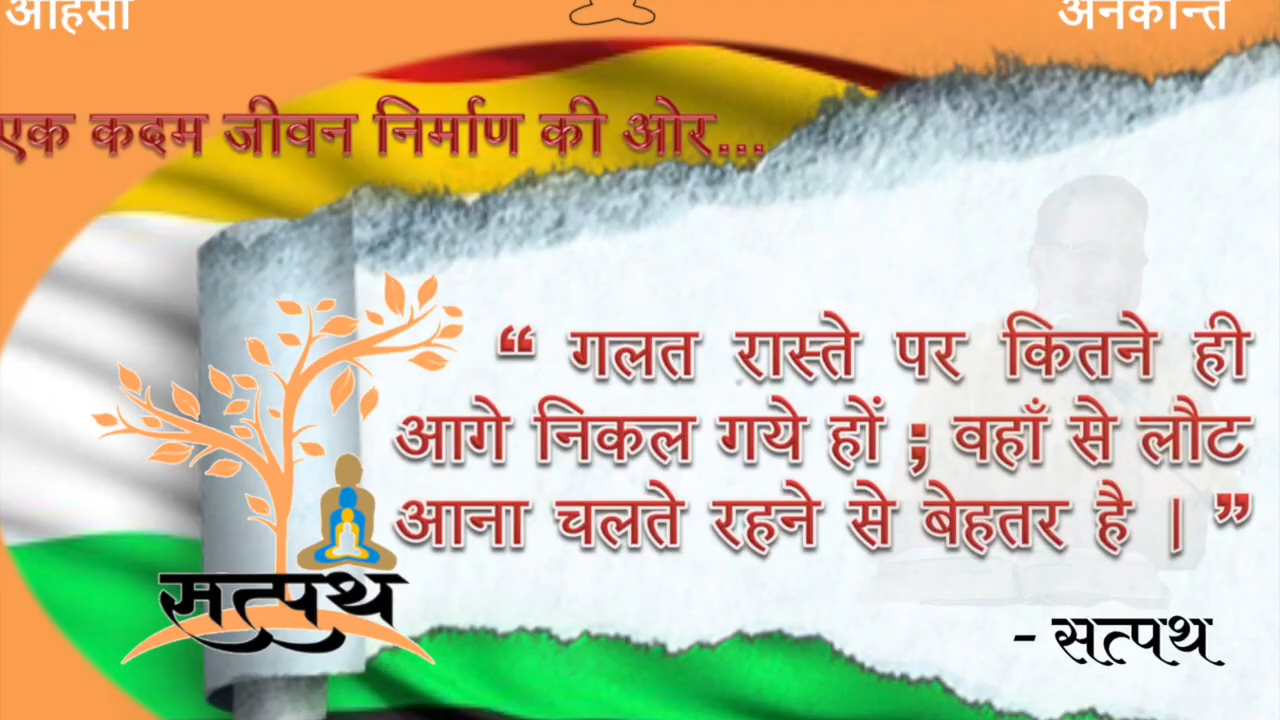 अहिंसा अनेकान्त
एक कदम जीवन निर्माण की ओर...
“ गलत रास्ते पर कितने ही
आगे निकल गये हों ; वहाँ से लौट
आना चलते रहने से बेहतर है । ”
सत्पथ
- सत्पथ